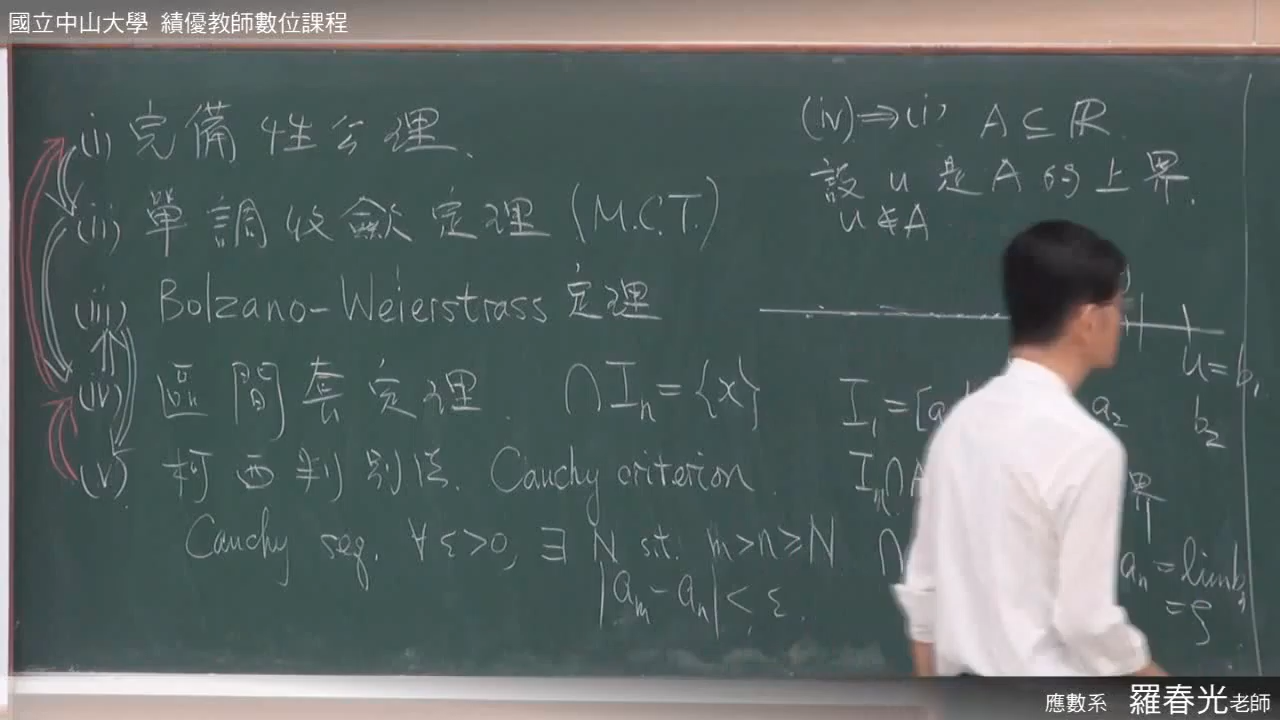 國立中山大學 績優教師數位課程
(i) 完備性公理.
(ii) 單調收歛定理 (M.C.T.)
(iii) Bolzano-Weierstrass 定理
(iv) 區間套定理. ∩Iₙ = {x}
(v) 柯西判別法. Cauchy criterion.
Cauchy seq. ∀ε>0, ∃ N s.t. m>n≥N
|aₘ-aₙ| < ε.
(iv)⇒(i) A⊆ℝ.
設 u 是 A 的上界.
u∉A
u=b₁
I₁=[a a₂ b₂
Iₙ∩A 界
∩ aₙ = lim bₙ
=ξ
應數系 羅春光老師